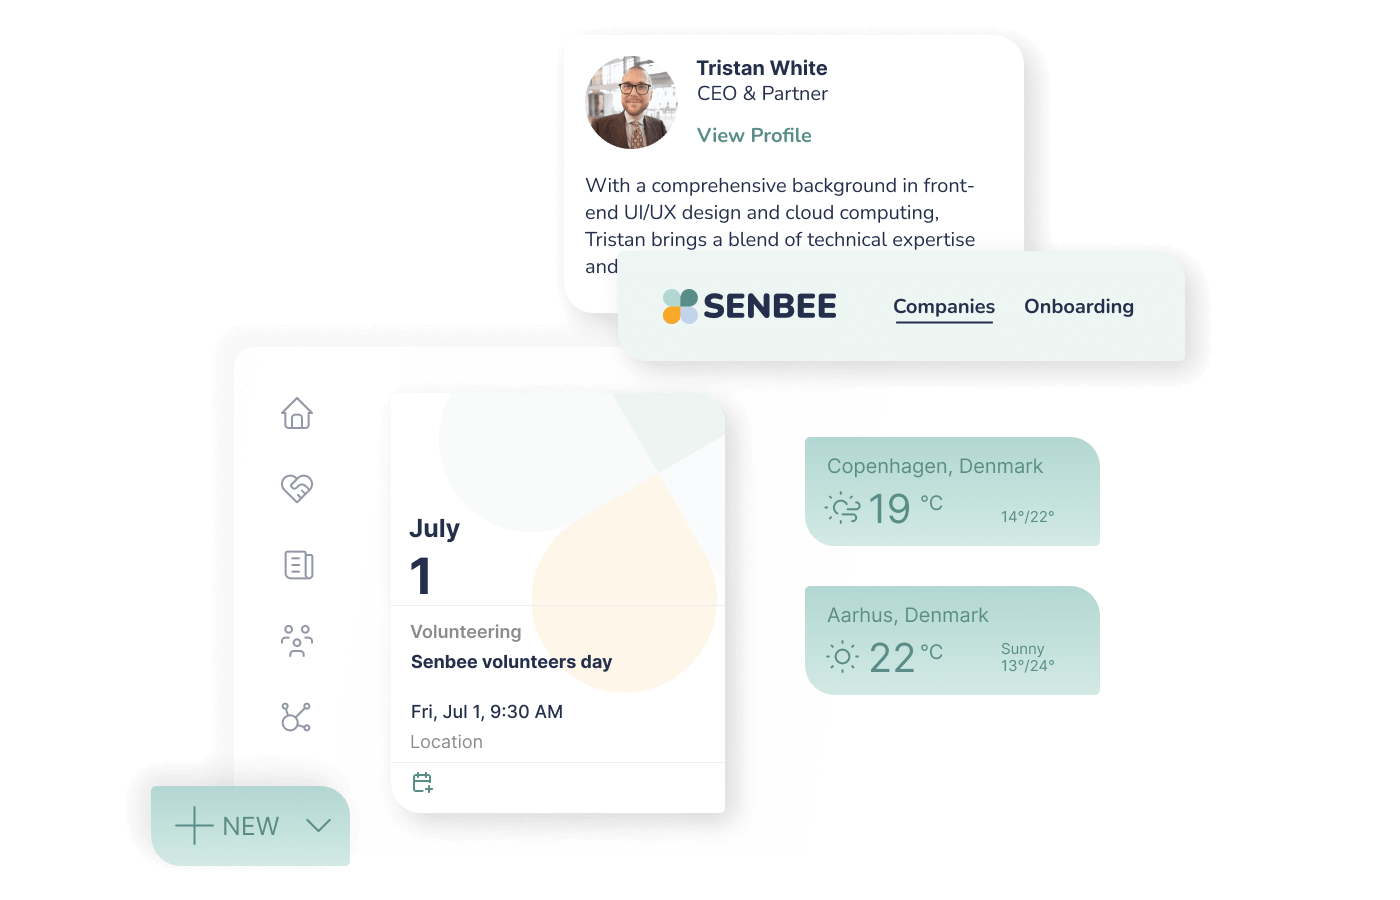 Tristan White
CEO & Partner
View Profile
With a comprehensive background in front-
end UI/UX design and cloud computing,
Tristan brings a blend of technical expertise
and
SENBEE
Companies
Onboarding
July
1
Volunteering
Senbee volunteers day
Fri, Jul 1, 9:30 AM
Location
NEW
Copenhagen, Denmark
19 °C
14°/22°
Aarhus, Denmark
22 °C
Sunny
13°/24°